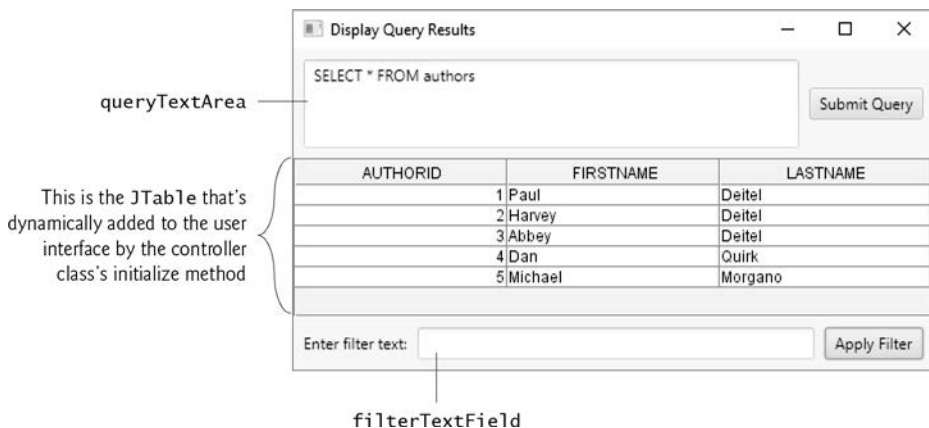 Display Query Results
SELECT * FROM authors
queryTextArea
Submit Query
AUTHORID FIRSTNAME LASTNAME
1 Paul Deitel
2 Harvey Deitel
3 Abbey Deitel
4 Dan Quirk
5 Michael Morgano
This is the JTable that's
dynamically added to the user
interface by the controller
class's initialize method
Enter filter text:
Apply Filter
filterTextField